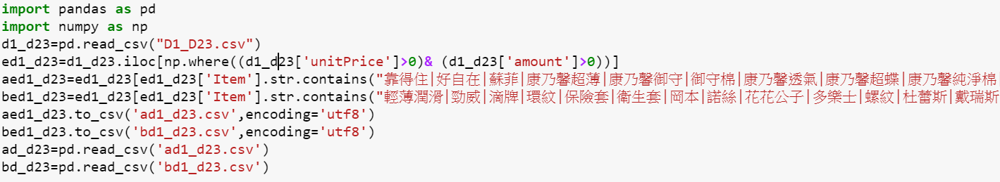 import pandas as pd
import numpy as np
d1_d23=pd.read_csv("D1_D23.csv")
ed1_d23=d1_d23.iloc[np.where((d1_d23['unitPrice']>0)& (d1_d23['amount']>0))]
aed1_d23=ed1_d23[ed1_d23['Item'].str.contains("靠得住|好自在|蘇菲|康乃馨超薄|康乃馨御守|御守棉|康乃馨透氣|康乃馨超蝶|康乃馨純淨棉|
bed1_d23=ed1_d23[ed1_d23['Item'].str.contains("輕薄潤滑|勁威|滴牌|環紋|保險套|衛生套|岡本|諾絲|花花公子|多樂士|螺紋|杜蕾斯|戴瑞斯
aed1_d23.to_csv('ad1_d23.csv',encoding='utf8')
bed1_d23.to_csv('bd1_d23.csv',encoding='utf8')
ad_d23=pd.read_csv('ad1_d23.csv')
bd_d23=pd.read_csv('bd1_d23.csv')